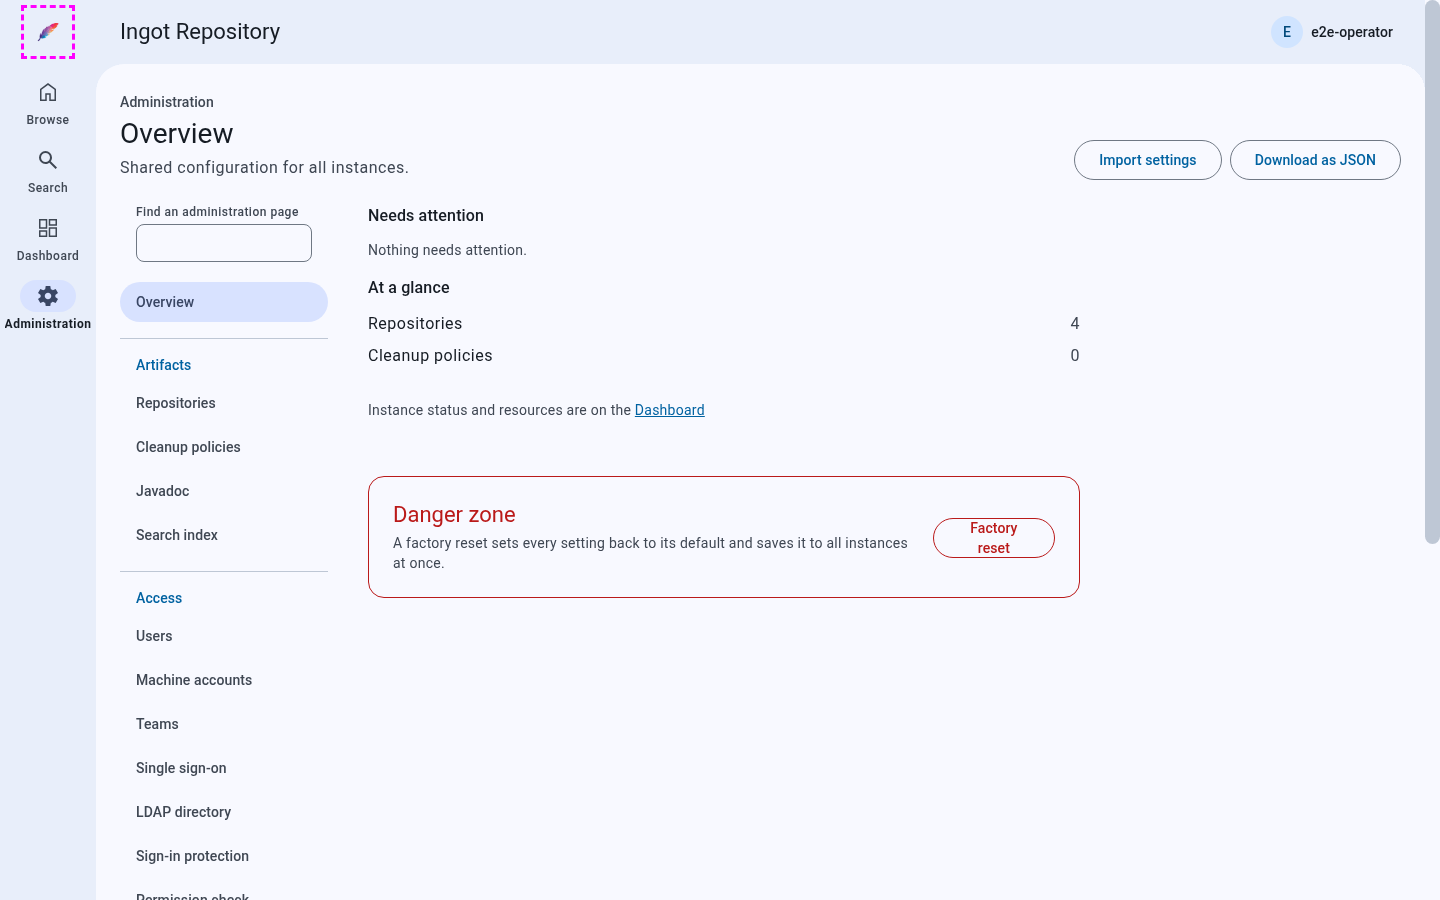 Ingot Repository
E
e2e-operator
Browse
Search
Dashboard
Administration
Administration
Overview
Shared configuration for all instances.
Import settings
Download as JSON
Find an administration page
Overview
Artifacts
Repositories
Cleanup policies
Javadoc
Search index
Access
Users
Machine accounts
Teams
Single sign-on
LDAP directory
Sign-in protection
Permission check
Needs attention
Nothing needs attention.
At a glance
Repositories 4
Cleanup policies 0
Instance status and resources are on the Dashboard
Danger zone
A factory reset sets every setting back to its default and saves it to all instances
at once.
Factory
reset